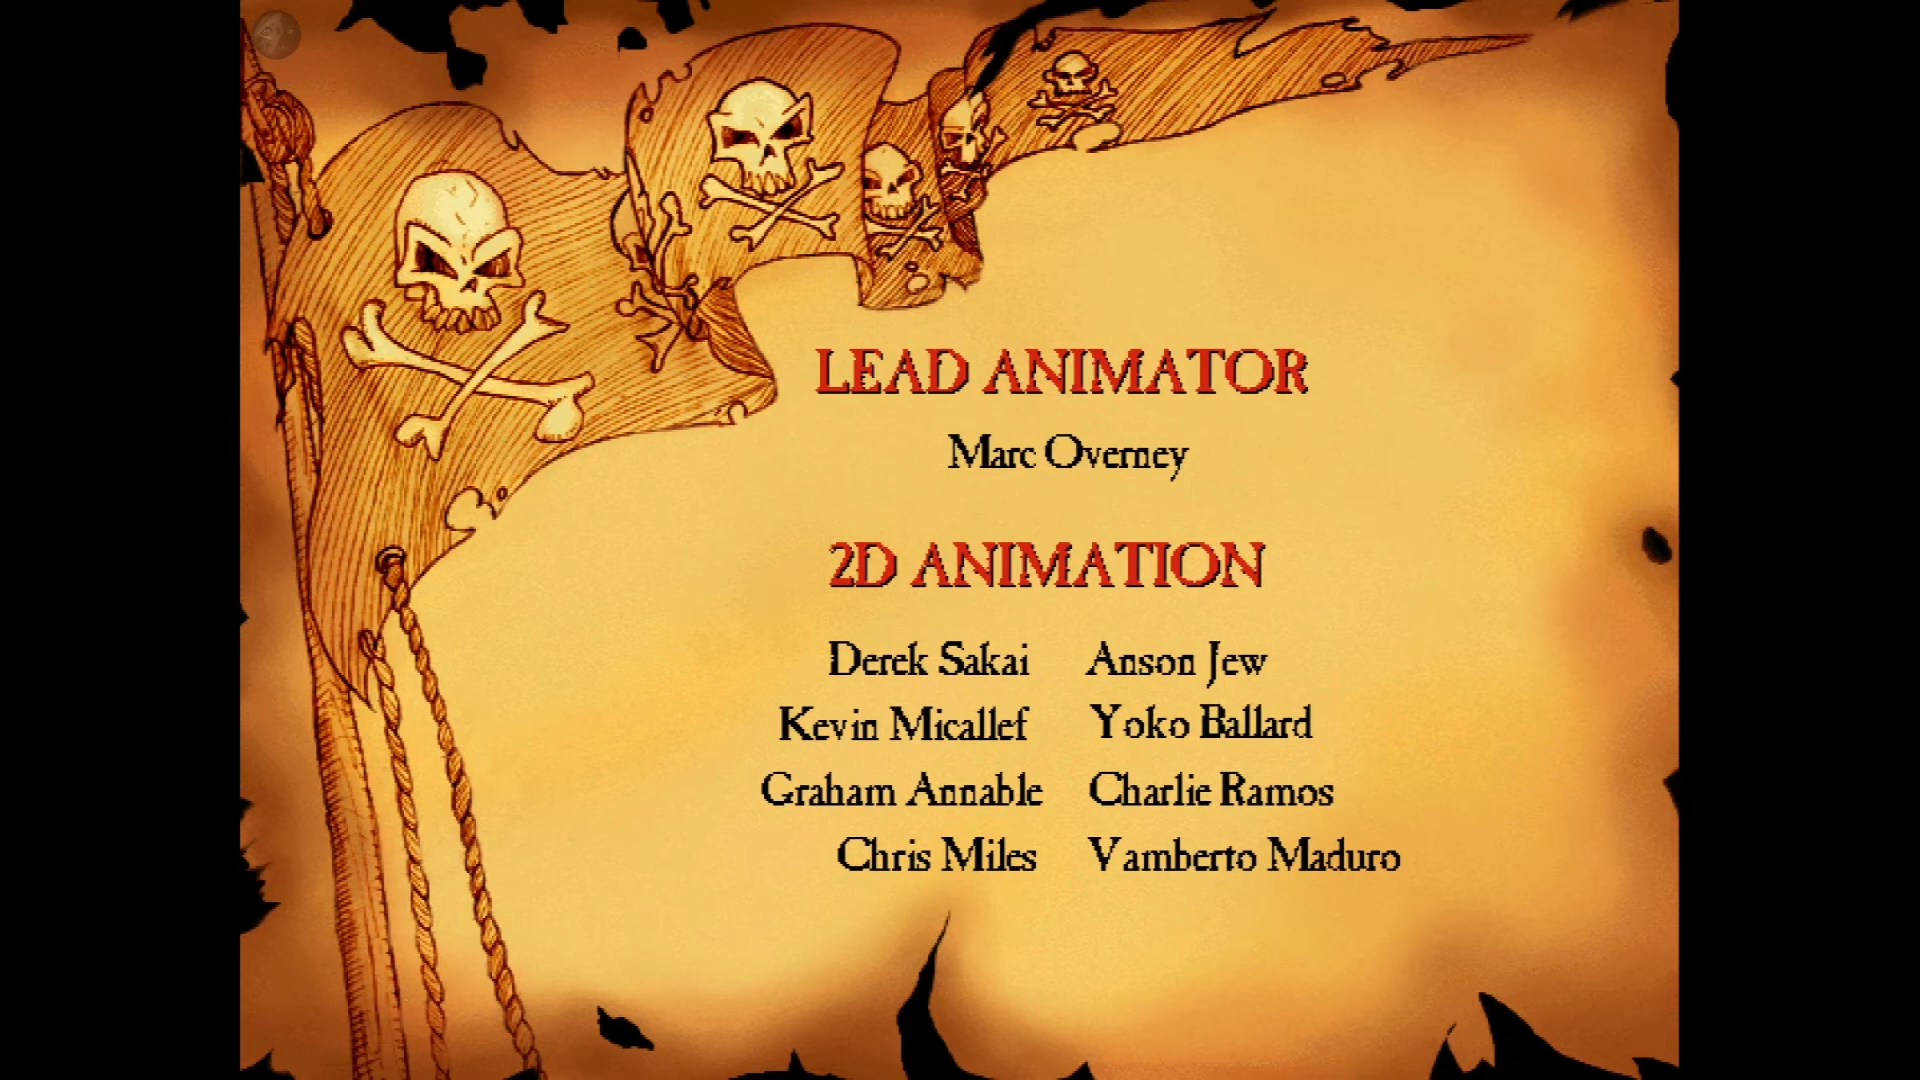 LEAD ANIMATOR
Marc Overney
2D ANIMATION
Derek Sakai Anson Jew
Kevin Micallef Yoko Ballard
Graham Annable Charlie Ramos
Chris Miles Vamberto Maduro